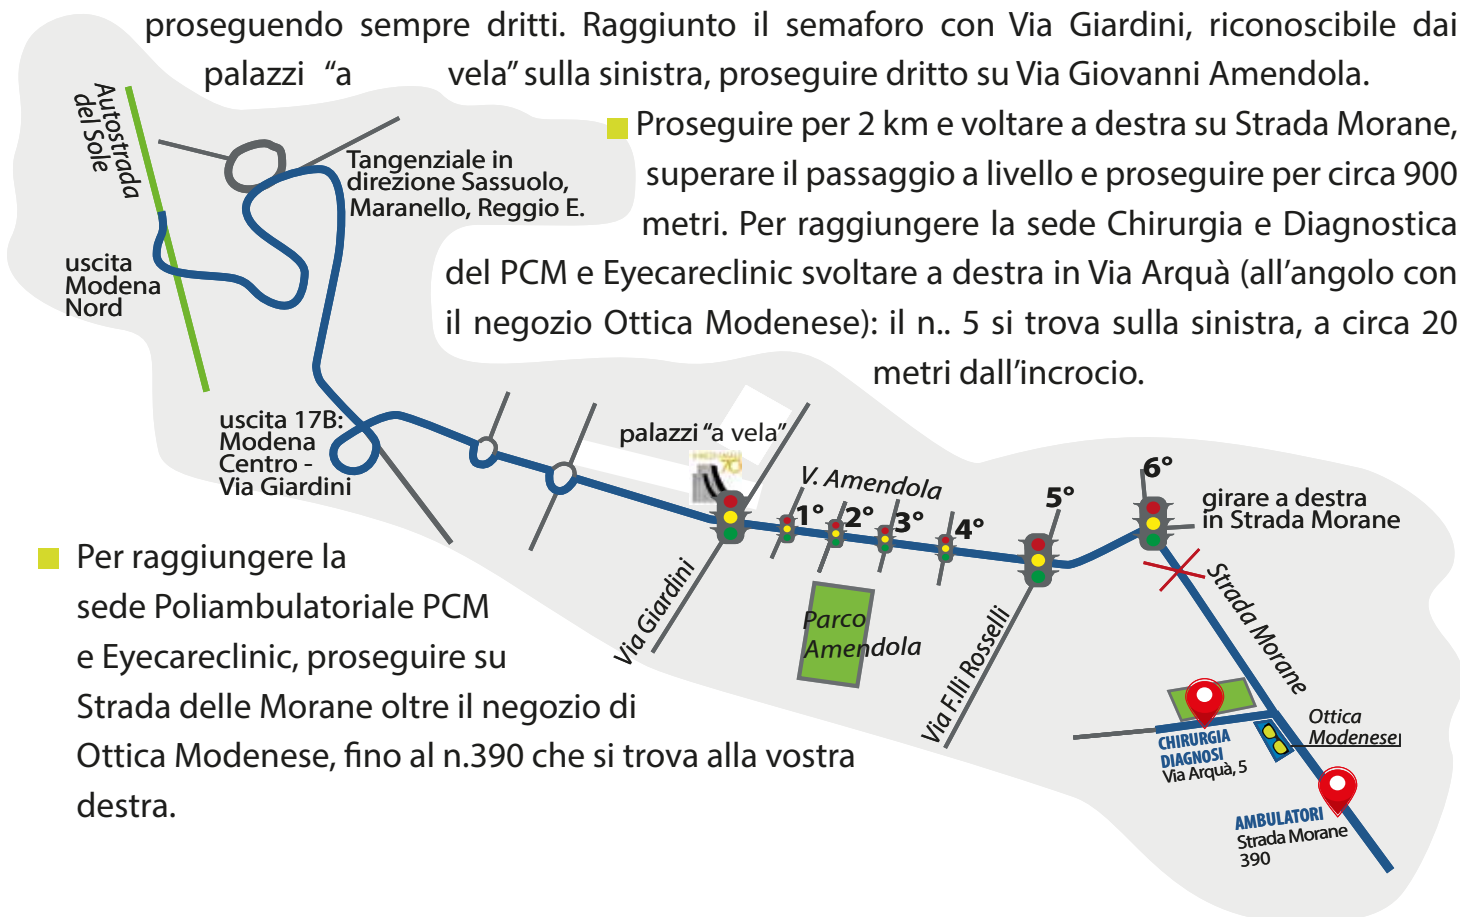 proseguendo sempre dritti. Raggiunto il semaforo con Via Giardini, riconoscibile dai
palazzi “a vela” sulla sinistra, proseguire dritto su Via Giovanni Amendola.
Proseguire per 2 km e voltare a destra su Strada Morane,
superare il passaggio a livello e proseguire per circa 900
metri. Per raggiungere la sede Chirurgia e Diagnostica
del PCM e Eyecareclinic svoltare a destra in Via Arquà (all’angolo con
il negozio Ottica Modenese): il n.. 5 si trova sulla sinistra, a circa 20
metri dall’incrocio.
Autostrada
del Sole
Tangenziale in
direzione Sassuolo,
Maranello, Reggio E.
uscita
Modena
Nord
uscita 17B:
Modena
Centro -
Via Giardini
palazzi “a vela”
70
V. Amendola
1°
2°
3°
4°
5°
6°
girare a destra
in Strada Morane
Via Giardini
Parco
Amendola
Via F.lli Rosselli
Strada Morane
CHIRURGIA
DIAGNOSI
Via Arquà, 5
Ottica
Modenese
AMBULATORI
Strada Morane
390
Per raggiungere la
sede Poliambulatoriale PCM
e Eyecareclinic, proseguire su
Strada delle Morane oltre il negozio di
Ottica Modenese, fino al n.390 che si trova alla vostra
destra.